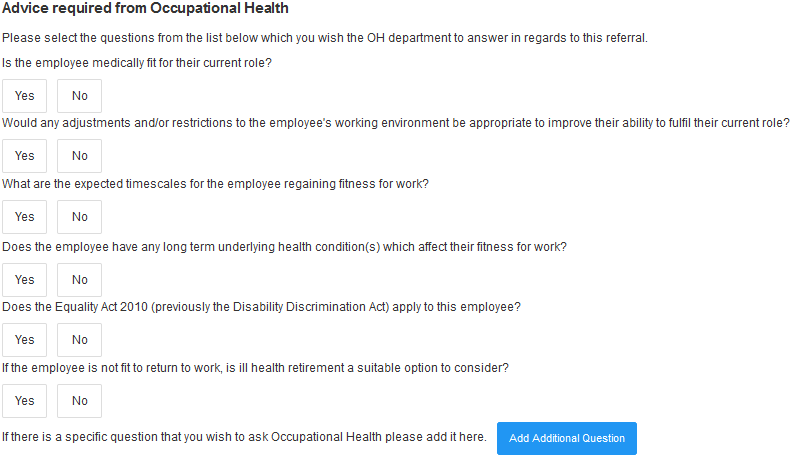 Advice required from Occupational Health
Please select the questions from the list below which you wish the OH department to answer in regards to this referral.
Is the employee medically fit for their current role?
Yes No
Would any adjustments and/or restrictions to the employee's working environment be appropriate to improve their ability to fulfil their current role?
Yes No
What are the expected timescales for the employee regaining fitness for work?
Yes No
Does the employee have any long term underlying health condition(s) which affect their fitness for work?
Yes No
Does the Equality Act 2010 (previously the Disability Discrimination Act) apply to this employee?
Yes No
If the employee is not fit to return to work, is ill health retirement a suitable option to consider?
Yes No
If there is a specific question that you wish to ask Occupational Health please add it here. Add Additional Question